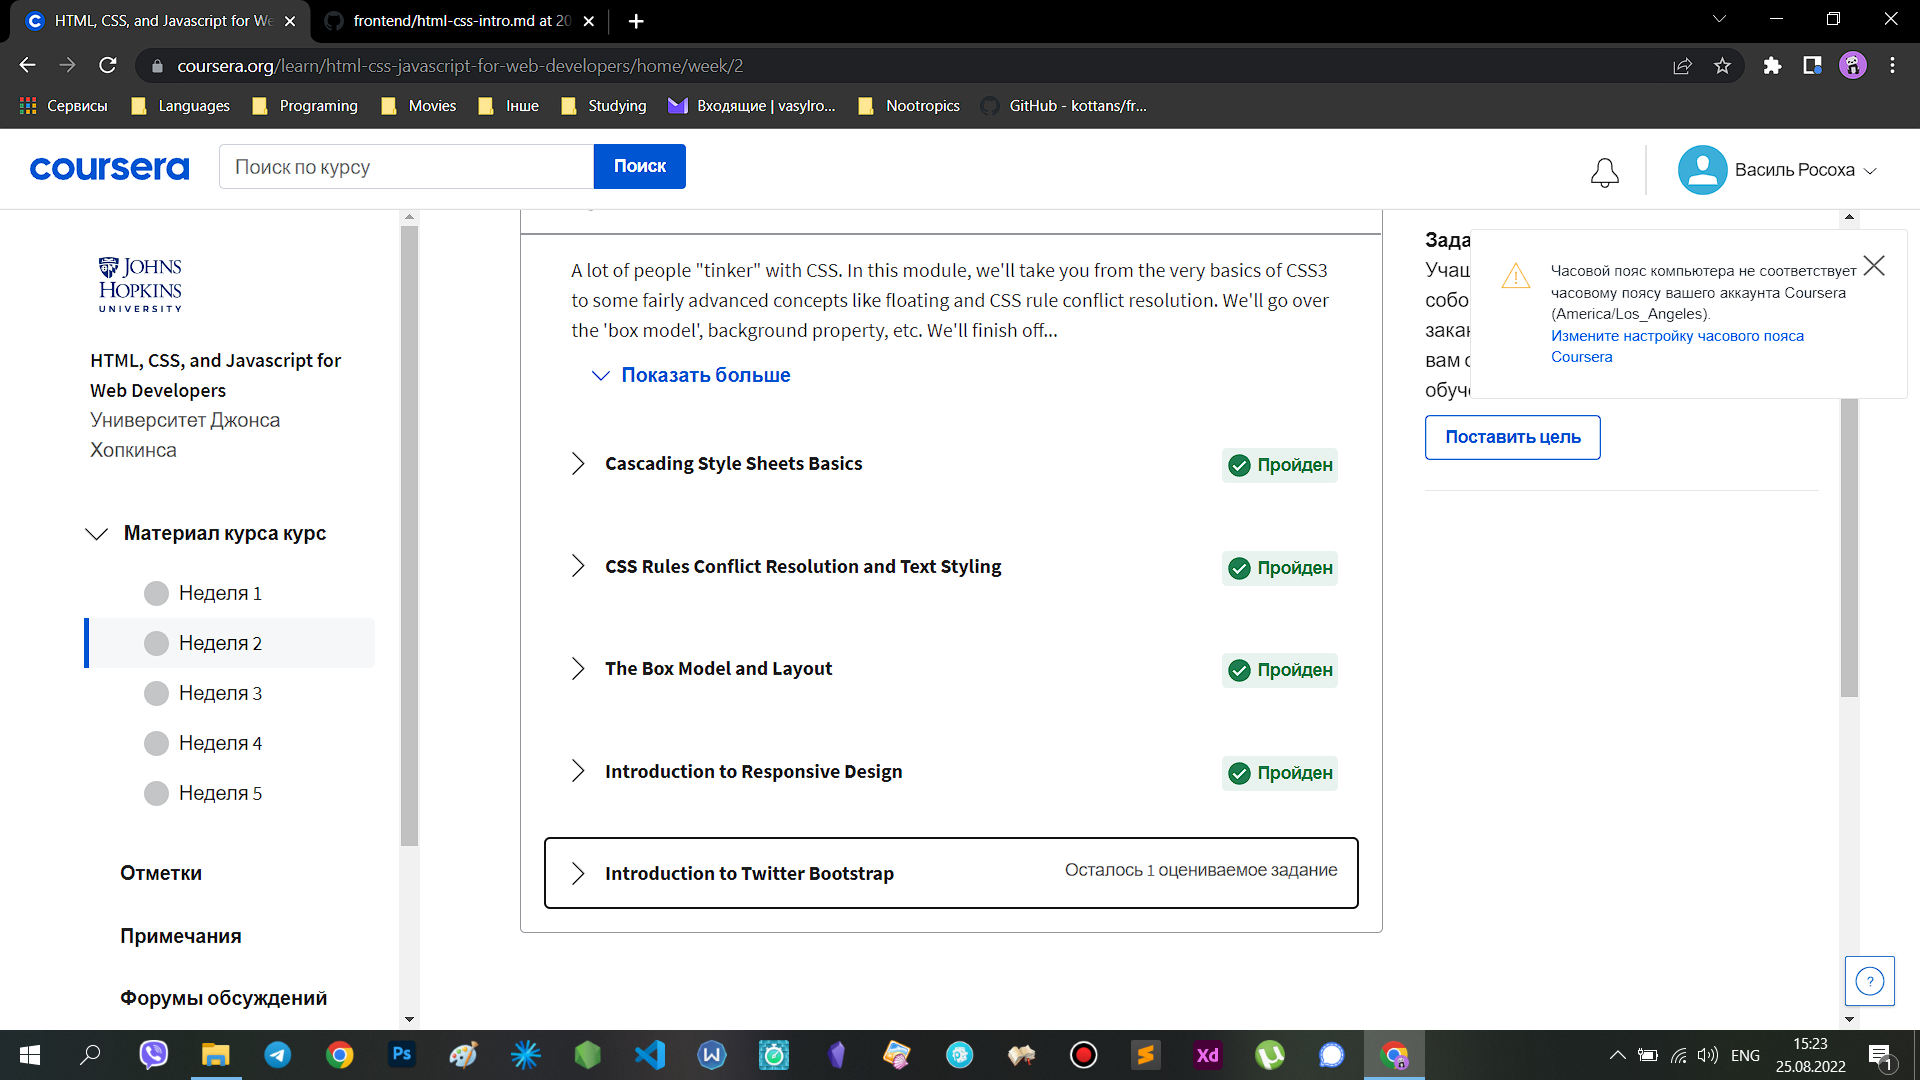 HTML, CSS, and Javascript for We
frontend/html-css-intro.md at 20
coursera.org/learn/html-css-javascript-for-web-developers/home/week/2
Сервисы
Languages
Programing
Movies
Інше
Studying
Входящие | vasylro...
Nootropics
GitHub - kottans/fr...
coursera
Поиск по курсу
Поиск
Василь Росоха
JOHNS
HOPKINS
UNIVERSITY
HTML, CSS, and Javascript for
Web Developers
Университет Джонса
Хопкинса
Материал курса курс
Неделя 1
Неделя 2
Неделя 3
Неделя 4
Неделя 5
Отметки
Примечания
Форумы обсуждений
A lot of people "tinker" with CSS. In this module, we'll take you from the very basics of CSS3
to some fairly advanced concepts like floating and CSS rule conflict resolution. We'll go over
the 'box model', background property, etc. We'll finish off...
Показать больше
Cascading Style Sheets Basics
Пройден
CSS Rules Conflict Resolution and Text Styling
Пройден
The Box Model and Layout
Пройден
Introduction to Responsive Design
Пройден
Introduction to Twitter Bootstrap
Осталось 1 оцениваемое задание
Зада
Учащ
собо
закан
вам с
обуч
Часовой пояс компьютера не соответствует
часовому поясу вашего аккаунта Coursera
(America/Los_Angeles).
Измените настройку часового пояса
Coursera
Поставить цель
?
Ps
W
Xd
ENG
15:23
25.08.2022
1